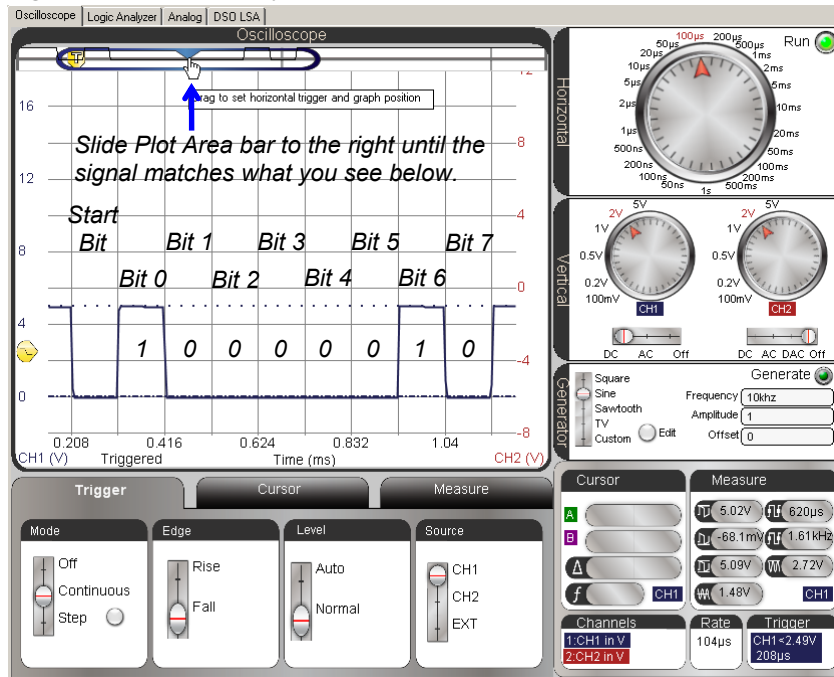 Oscilloscope Logic Analyzer Analog DSO LSA
Oscilloscope
T
Drag to set horizontal trigger and graph position
Slide Plot Area bar to the right until the
signal matches what you see below.
Start
Bit
Bit 0
Bit 1
Bit 2
Bit 3
Bit 4
Bit 5
Bit 6
Bit 7
1 0 0 0 0 0 1 0
16
12
8
4
0
12
-8
-4
-0
-4
-8
0.208 0.416 0.624 0.832 1.04
CH1 (V) Triggered Time (ms) CH2 (V)
Horizontal
Run
100µs 200µs
50µs 500µs
20µs 1ms
10µs 2ms
5µs 5ms
2µs 10ms
1µs 20ms
500ns 50ms
200ns 100ms
100ns 200ms
50ns 1s 500ms
Vertical
5V
2V
1V
0.5V
0.2V
100mV
CH1
DC AC Off
5V
2V
1V
0.5V
0.2V
100mV
CH2
DC AC DAC Off
Generator
Square
Sine
Sawtooth
TV
Custom
Edit
Generate
Frequency 10khz
Amplitude 1
Offset 0
Trigger Cursor Measure
Mode
Off
Continuous
Step
Edge
Rise
Fall
Level
Auto
Normal
Source
CH1
CH2
EXT
Cursor
A
B
Δ
f CH1
Measure
5.02V 620µs
-68.1mV 1.61kHz
5.09V 2.72V
1.48V CH1
Channels
1:CH1 in V
2:CH2 in V
Rate
104µs
Trigger
CH1<2.49V
208µs